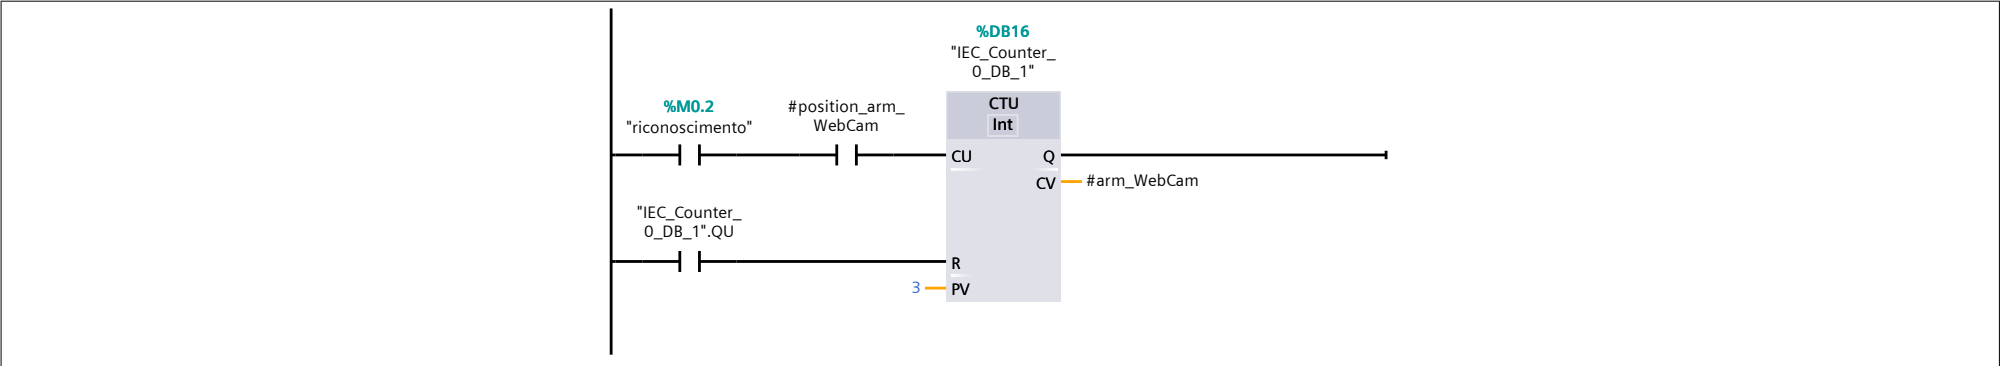 %DB16
"IEC_Counter_
0_DB_1"
%M0.2
"riconoscimento"
#position_arm_
WebCam
CTU
Int
CU
Q
CV
#arm_WebCam
"IEC_Counter_
0_DB_1".QU
R
3
PV